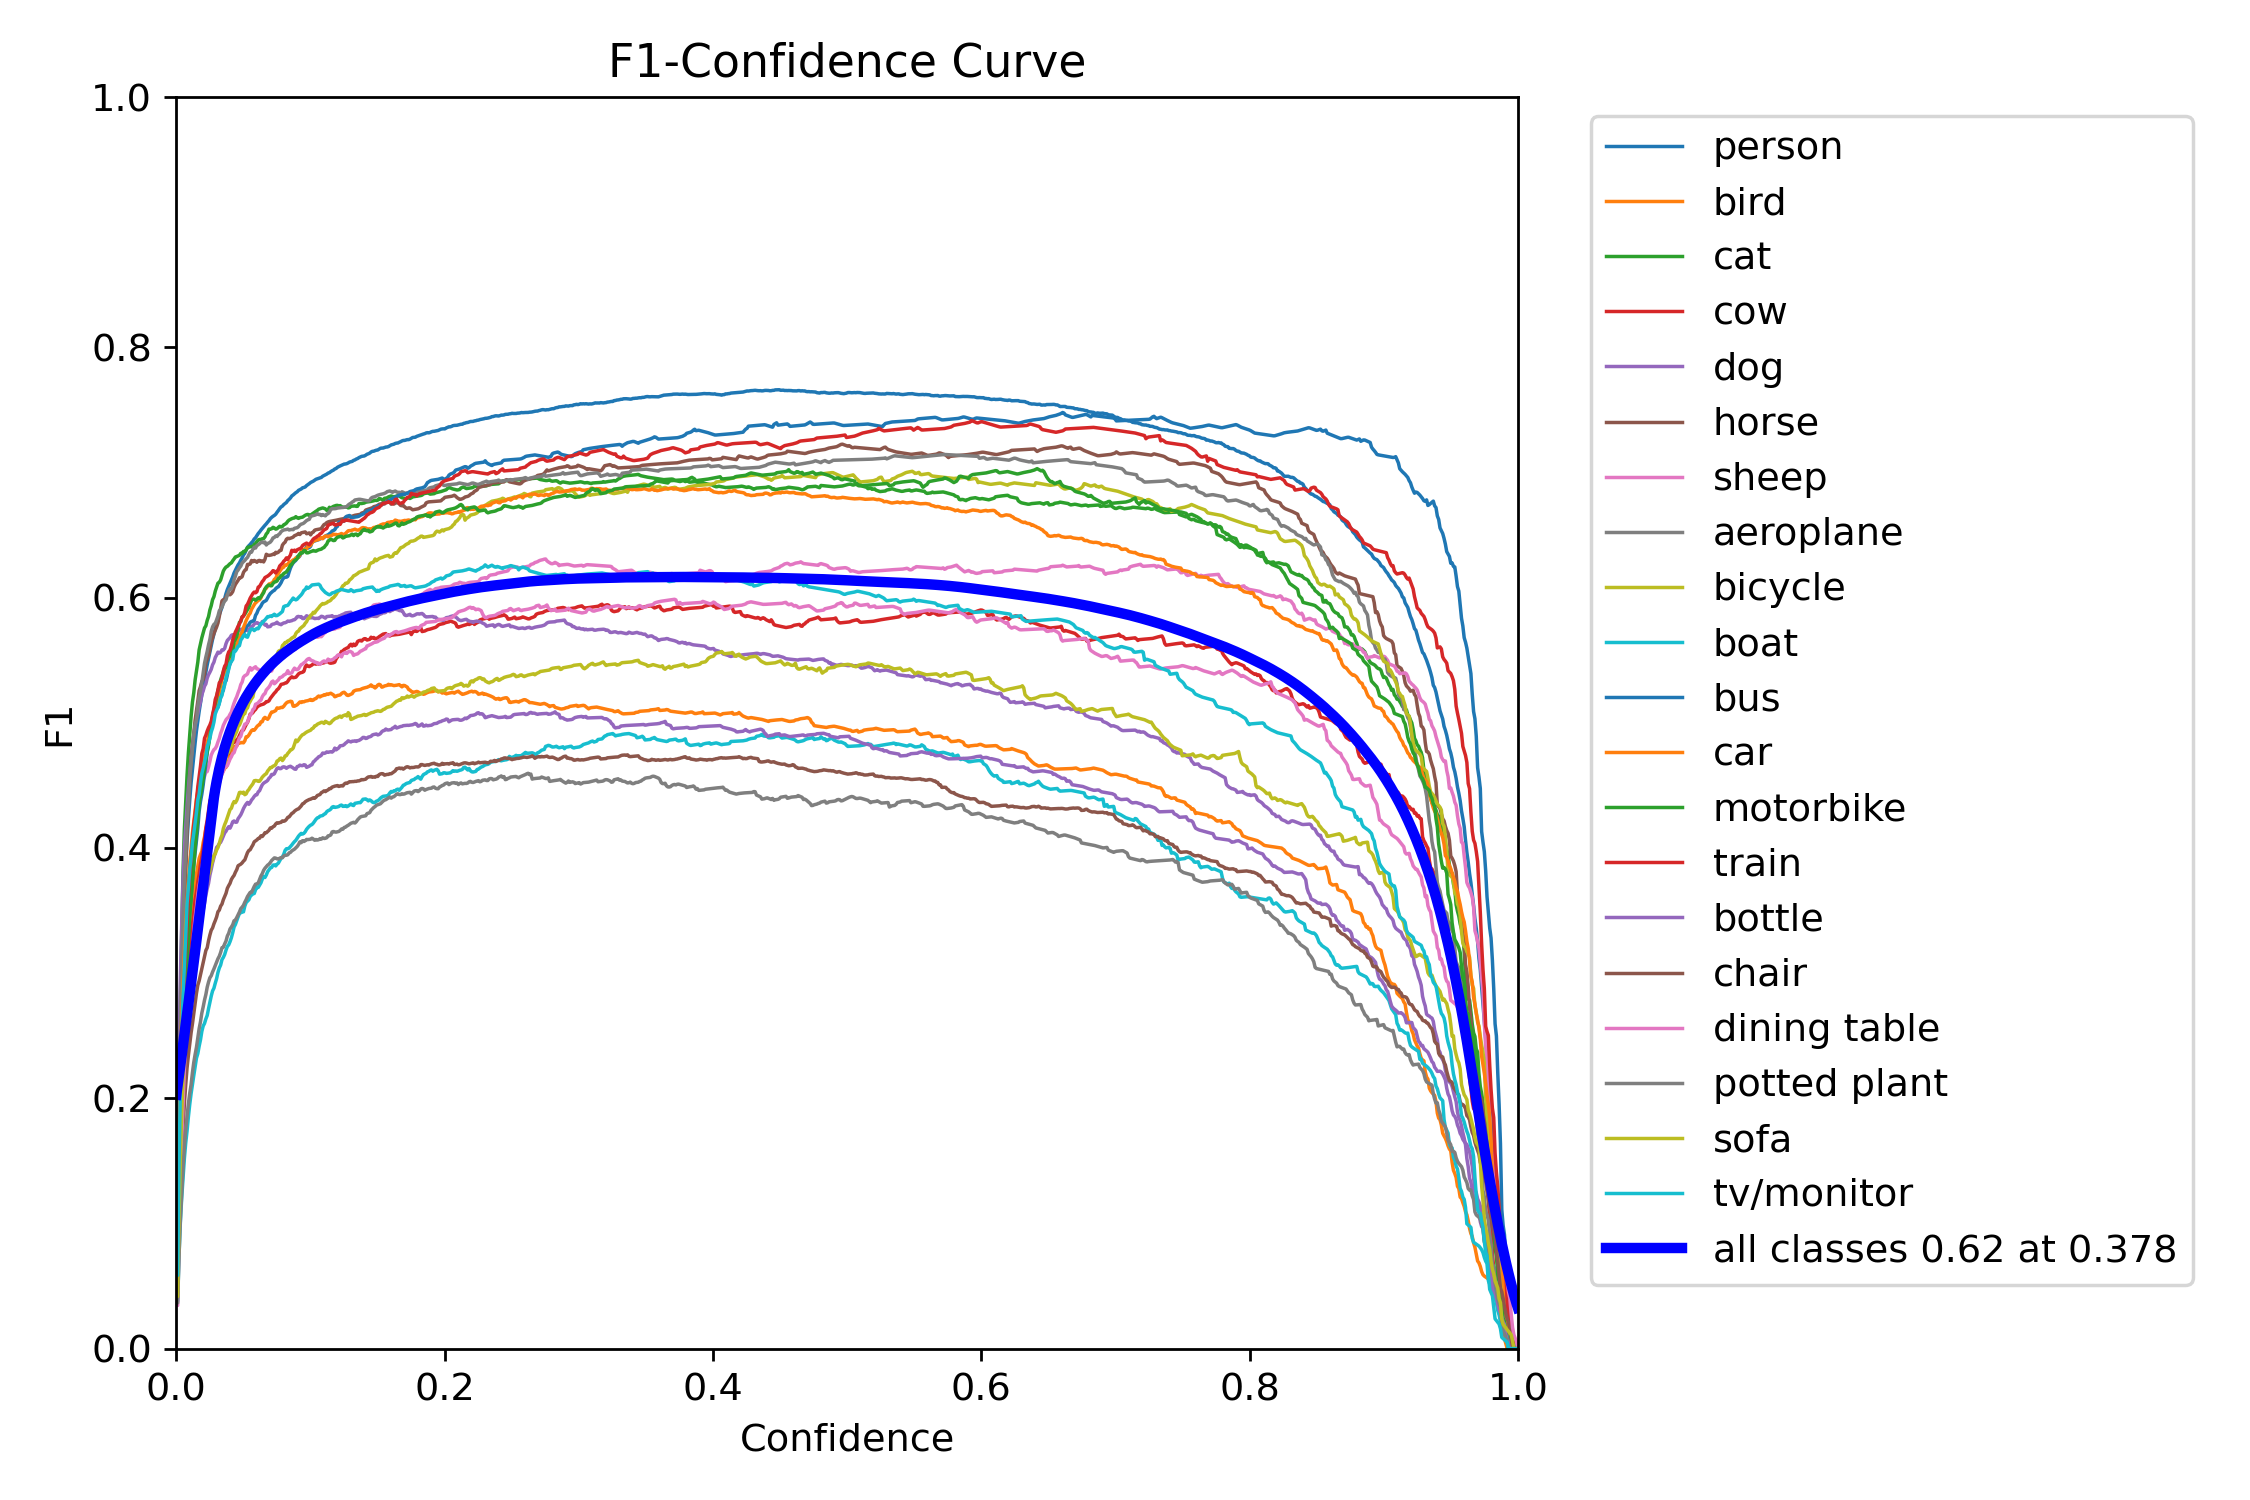 F1-Confidence Curve
1.0
0.8
0.6
0.4
0.2
0.0
F1
0.0 0.2 0.4 0.6 0.8 1.0
Confidence
person
bird
cat
cow
dog
horse
sheep
aeroplane
bicycle
boat
bus
car
motorbike
train
bottle
chair
dining table
potted plant
sofa
tv/monitor
all classes 0.62 at 0.378